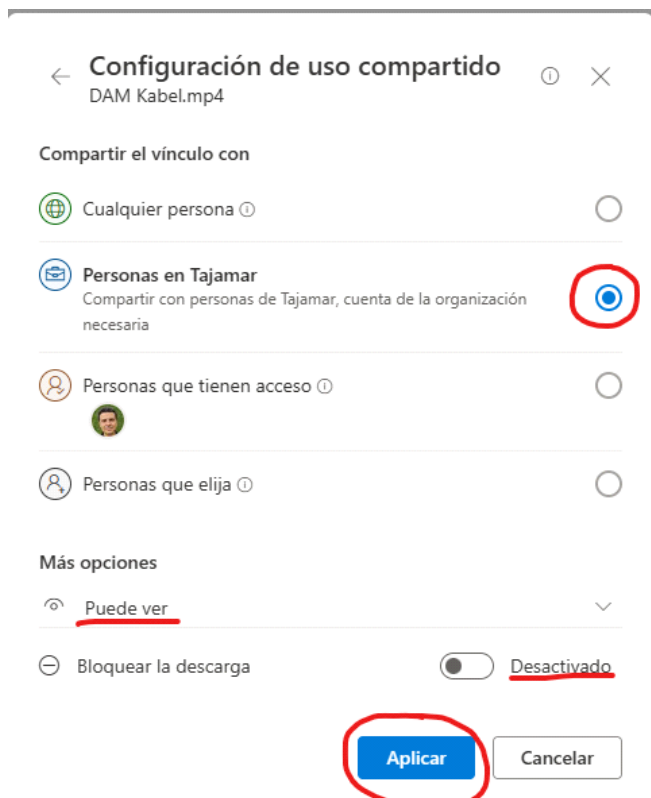 Configuración de uso compartido
DAM Kabel.mp4
Compartir el vínculo con
Cualquier persona
Personas en Tajamar
Compartir con personas de Tajamar, cuenta de la organización
necesaria
Personas que tienen acceso
Personas que elija
Más opciones
Puede ver
Bloquear la descarga Desactivado
Aplicar Cancelar